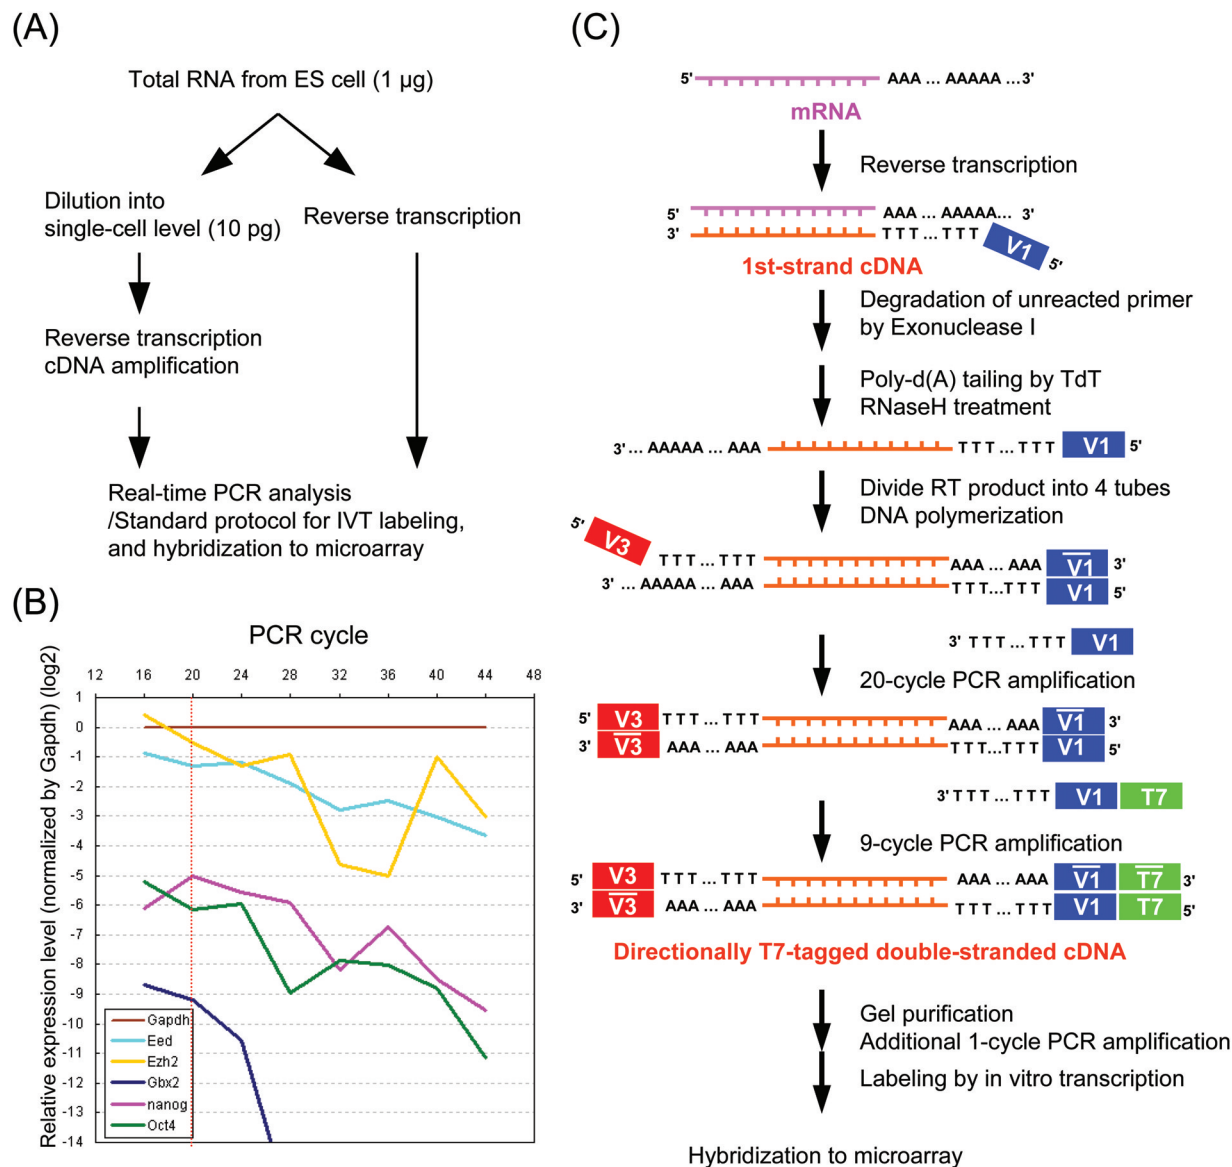 (A)
Total RNA from ES cell (1 µg)
Dilution into
single-cell level (10 pg)
Reverse transcription
Reverse transcription
cDNA amplification
Real-time PCR analysis
/Standard protocol for IVT labeling,
and hybridization to microarray
(B)
PCR cycle
12 16 20 24 28 32 36 40 44 48
Relative expression level (normalized by Gapdh) (log2)
1
0
-1
-2
-3
-4
-5
-6
-7
-8
-9
-10
-11
-12
-13
-14
Gapdh
Eed
Ezh2
Gbx2
nanog
Oct4
(C)
5' AAA ... AAAAA ...3'
mRNA
Reverse transcription
5' AAA ... AAAAA... 3'
3' TTT ... TTT V1 5'
1st-strand cDNA
Degradation of unreacted primer
by Exonuclease I
Poly-d(A) tailing by TdT
RNaseH treatment
3' ... AAAAA ... AAA TTT ... TTT V1 5'
Divide RT product into 4 tubes
DNA polymerization
5' V3 TTT ... TTT AAA ... AAA V1 3'
3' ... AAAAA ... AAA TTT...TTT V1 5'
3' TTT ... TTT V1
20-cycle PCR amplification
5' V3 TTT ... TTT AAA ... AAA V1 3'
3' V3 AAA ... AAA TTT...TTT V1 5'
3' TTT ... TTT V1 T7
9-cycle PCR amplification
5' V3 TTT ... TTT AAA ... AAA V1 T7 3'
3' V3 AAA ... AAA TTT ... TTT V1 T7 5'
Directionally T7-tagged double-stranded cDNA
Gel purification
Additional 1-cycle PCR amplification
Labeling by in vitro transcription
Hybridization to microarray